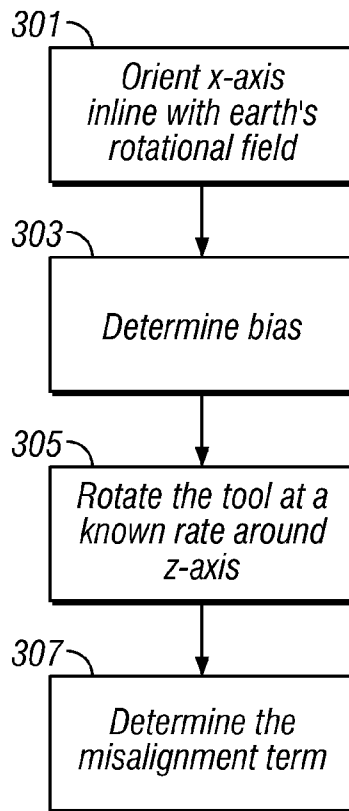 301
Orient x-axis
inline with earth's
rotational field
303
Determine bias
305
Rotate the tool at a
known rate around
z-axis
307
Determine the
misalignment term